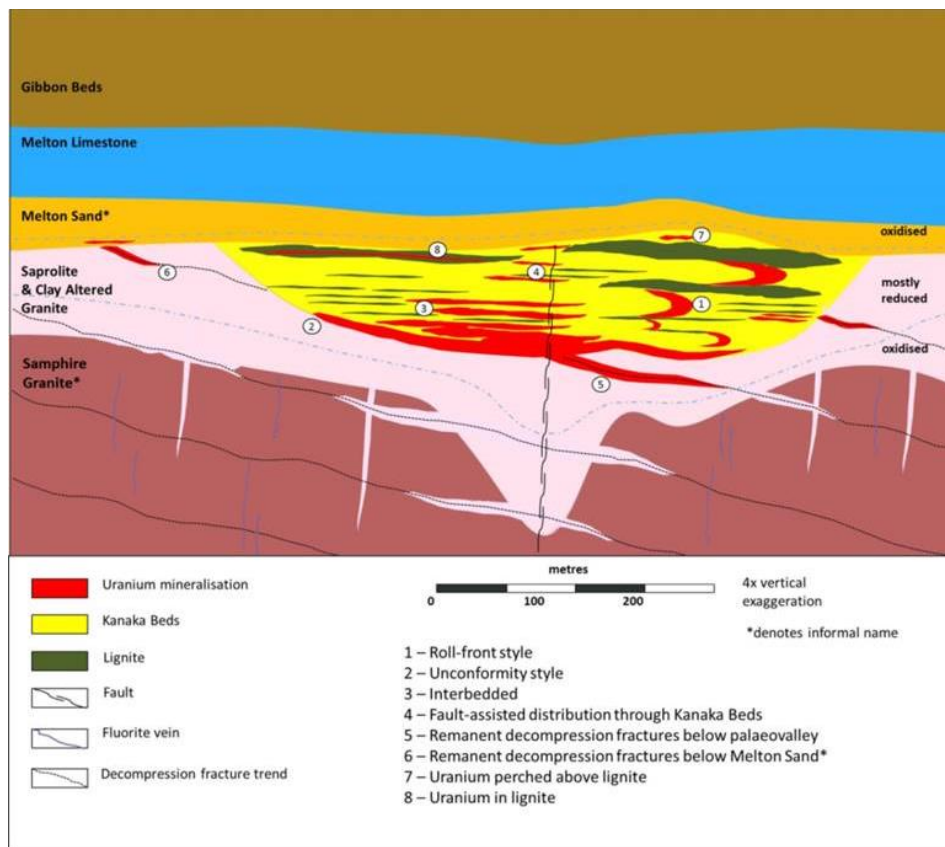 Gibbon Beds
Melton Limestone
Melton Sand*
oxidised
7
8
6
4
Saprolite
& Clay Altered
Granite
mostly
reduced
1
3
2
oxidised
Samphire
Granite*
5
Uranium mineralisation
Kanaka Beds
Lignite
Fault
Fluorite vein
Decompression fracture trend
metres
0 100 200
4x vertical
exaggeration
*denotes informal name
1 – Roll-front style
2 – Unconformity style
3 – Interbedded
4 – Fault-assisted distribution through Kanaka Beds
5 – Remanent decompression fractures below palaeovalley
6 – Remanent decompression fractures below Melton Sand*
7 – Uranium perched above lignite
8 – Uranium in lignite